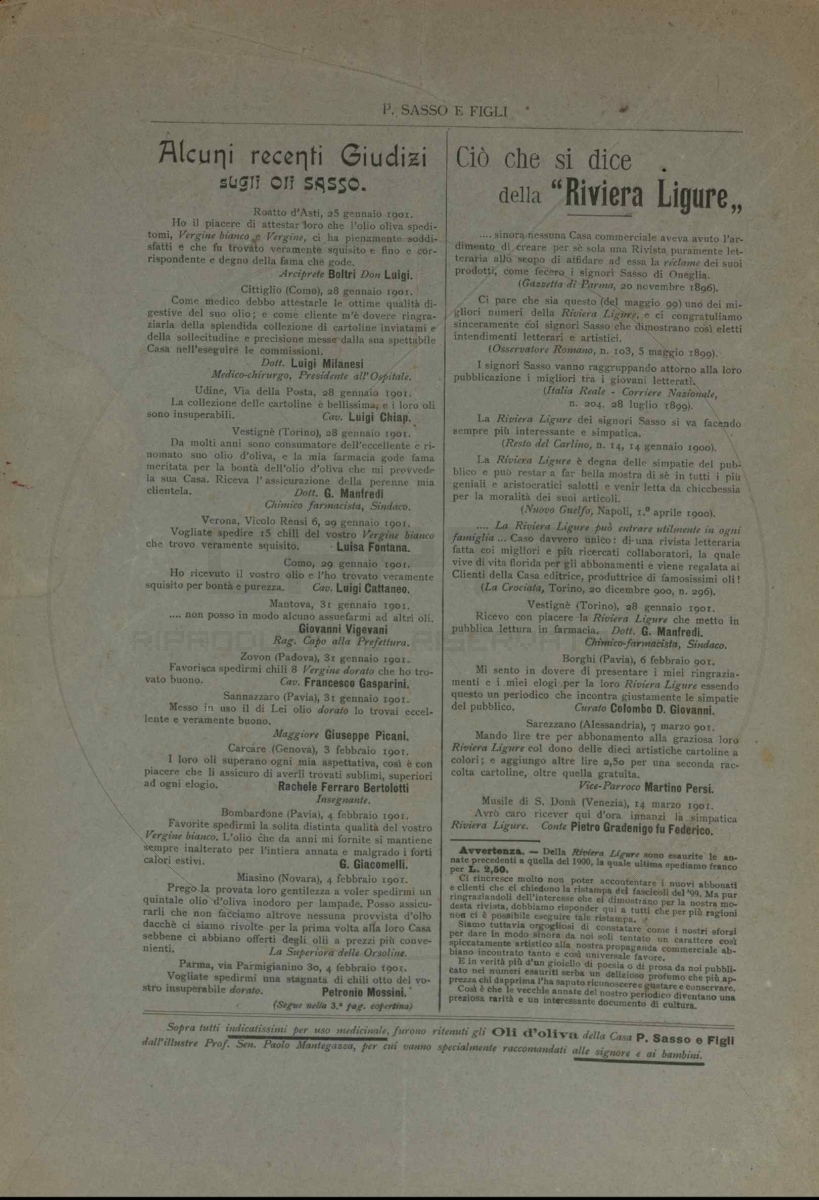 P. SASSO E FIGLI
Alcuni recenti Giudizi
sugli Oli SASSO.
Roatto d'Asti, 25 gennaio 1901.
Ho il piacere di attestar loro che l'olio oliva spedi-
tomi, Vergine bianco e Vergine, ci ha pienamente soddi-
sfatti e che fu trovato veramente squisito e fino e cor-
rispondente e degno della fama che gode.
Arciprete Boltri Don Luigi.
Cittiglio (Como), 28 gennaio 1901.
Come medico debbo attestarle le ottime qualità di-
gestive del suo olio; e come cliente m'è dovere ringra-
ziarla della splendida collezione di cartoline inviatami e
della sollecitudine e precisione messe dalla sua spettabile
Casa nell'eseguire le commissioni.
Dott. Luigi Milanesi
Medico-chirurgo, Presidente all'Ospitale.
Udine, Via della Posta, 28 gennaio 1901.
La collezione delle cartoline è bellissima, e i loro oli
sono insuperabili. Cav. Luigi Chiap.
Vestignè (Torino), 28 gennaio 1901.
Da molti anni sono consumatore dell'eccellente e ri-
nomato suo olio d'oliva, e la mia farmacia gode fama
meritata per la bontà dell'olio d'oliva che mi provvede
la sua Casa. Riceva l'assicurazione della perenne mia
clientela. Dott. G. Manfredi
Chimico farmacista, Sindaco.
Verona, Vicolo Rensi 6, 29 gennaio 1901.
Vogliate spedire 15 chili del vostro Vergine bianco
che trovo veramente squisito. Luisa Fontana.
Como, 29 gennaio 1901.
Ho ricevuto il vostro olio e l'ho trovato veramente
squisito per bontà e purezza. Cav. Luigi Cattaneo.
Mantova, 31 gennaio 1901.
.... non posso in modo alcuno assuefarmi ad altri oli.
Giovanni Vigevani
Rag. Capo alla Prefettura.
Zovon (Padova), 31 gennaio 1901.
Favorisca spedirmi chili 8 Vergine dorato che ho tro-
vato buono. Cav. Francesco Gasparini.
Sannazzaro (Pavia), 31 gennaio 1901.
Messo in uso il di Lei olio dorato lo trovai eccel-
lente e veramente buono.
Maggiore Giuseppe Picani.
Carcare (Genova), 3 febbraio 1901.
I loro oli superano ogni mia aspettativa, così è con
piacere che li assicuro di averli trovati sublimi, superiori
ad ogni elogio. Rachele Ferraro Bertolotti
Insegnante.
Bombardone (Pavia), 4 febbraio 1901.
Favorite spedirmi la solita distinta qualità del vostro
Vergine bianco. L'olio che da anni mi fornite si mantiene
sempre inalterato per l'intiera annata e malgrado i forti
calori estivi. G. Giacomelli.
Miasino (Novara), 4 febbraio 1901.
Prego la provata loro gentilezza a voler spedirmi un
quintale olio d'oliva inodoro per lampade. Posso assicu-
rarli che non facciamo altrove nessuna provvista d'olio
dacchè ci siamo rivolte per la prima volta alla loro Casa
sebbene ci abbiano offerti degli olii a prezzi più conve-
nienti. La Superiora delle Orsoline.
Parma, via Parmigianino 30, 4 febbraio 1901.
Vogliate spedirmi una stagnata di chili otto del vo-
stro insuperabile dorato. Petronio Mossini.
(Segue nella 3.ª pag. copertina)
Ciò che si dice
della "Riviera Ligure„
.... sinora nessuna Casa commerciale aveva avuto l'ar-
dimento di creare per sè sola una Rivista puramente let-
teraria allo scopo di affidare ad essa la réclame dei suoi
prodotti, come fecero i signori Sasso di Oneglia.
(Gazzetta di Parma, 20 novembre 1896).
Ci pare che sia questo (del maggio 99) uno dei mi-
gliori numeri della Riviera Ligure, e ci congratuliamo
sinceramente coi signori Sasso che dimostrano così eletti
intendimenti letterari e artistici.
(Osservatore Romano, n. 103, 5 maggio 1899).
I signori Sasso vanno raggruppando attorno alla loro
pubblicazione i migliori tra i giovani letterati.
(Italia Reale - Corriere Nazionale,
n. 204, 28 luglio 1899).
La Riviera Ligure dei signori Sasso si va facendo
sempre più interessante e simpatica.
(Resto del Carlino, n. 14, 14 gennaio 1900).
La Riviera Ligure è degna delle simpatie del pub-
blico e può restar a far bella mostra di sè in tutti i più
geniali e aristocratici salotti e venir letta da chicchessia
per la moralità dei suoi articoli.
(Nuovo Guelfo, Napoli, 1.º aprile 1900).
.... La Riviera Ligure può entrare utilmente in ogni
famiglia ... Caso davvero unico: di una rivista letteraria
fatta coi migliori e più ricercati collaboratori, la quale
vive di vita florida per gli abbonamenti e viene regalata ai
Clienti della Casa editrice, produttrice di famosissimi oli!
(La Crociata, Torino, 20 dicembre 900, n. 296).
Vestignè (Torino), 28 gennaio 1901.
Ricevo con piacere la Riviera Ligure che metto in
pubblica lettura in farmacia. Dott. G. Manfredi.
Chimico-farmacista, Sindaco.
Borghi (Pavia), 6 febbraio 901.
Mi sento in dovere di presentare i miei ringrazia-
menti e i miei elogi per la loro Riviera Ligure essendo
questo un periodico che incontra giustamente le simpatie
del pubblico. Curato Colombo D. Giovanni.
Sarezzano (Alessandria), 7 marzo 901.
Mando lire tre per abbonamento alla graziosa loro
Riviera Ligure col dono delle dieci artistiche cartoline a
colori; e aggiungo altre lire 2,50 per una seconda rac-
colta cartoline, oltre quella gratuita.
Vice-Parroco Martino Persi.
Musile di S. Donà (Venezia), 14 marzo 1901.
Avrò caro ricever qui d'ora innanzi la simpatica
Riviera Ligure. Conte Pietro Gradenigo fu Federico.
Avvertenza. — Della Riviera Ligure sono esaurite le an-
nate precedenti a quella del 1900, la quale ultima spediamo franco
per L. 2,50.
Ci rincresce molto non poter accontentare i nuovi abbonati
e clienti che ci chiedono la ristampa dei fascicoli del '99. Ma pur
ringraziandoli dell'interesse che ci dimostrano per la nostra mo-
desta rivista, dobbiamo risponder qui a tutti che per più ragioni
non ci è possibile eseguire tale ristampa.
Siamo tuttavia orgogliosi di constatare come i nostri sforzi
per dare in modo sinora da noi soli tentato un carattere così
spiccatamente artistico alla nostra propaganda commerciale ab-
biano incontrato tanto e così universale favore.
E in verità più d'un gioiello di poesia o di prosa da noi pubbli-
cato nei numeri esauriti serba un delizioso profumo che più ap-
prezza chi dapprima l'ha saputo riconoscere e gustare e conservare.
Così è che le vecchie annate del nostro periodico diventano una
preziosa rarità e un interessante documento di cultura.
Sopra tutti indicatissimi per uso medicinale, furono ritenuti gli Oli d'oliva della Casa P. Sasso e Figli
dall'illustre Prof. Sen. Paolo Mantegazza, per cui vanno specialmente raccomandati alle signore e ai bambini.